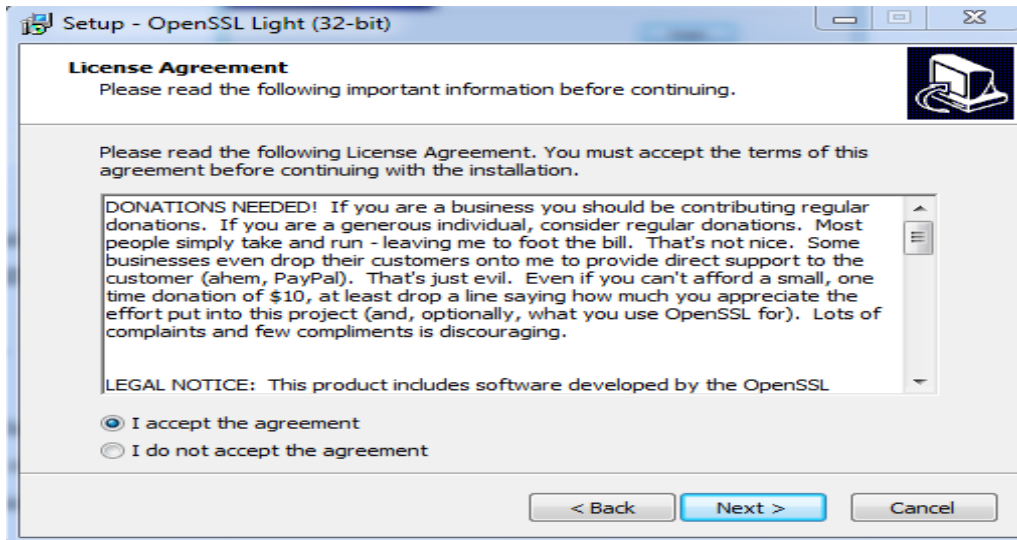 Setup - OpenSSL Light (32-bit)
License Agreement
Please read the following important information before continuing.
Please read the following License Agreement. You must accept the terms of this
agreement before continuing with the installation.
DONATIONS NEEDED!  If you are a business you should be contributing regular
donations.  If you are a generous individual, consider regular donations.  Most
people simply take and run - leaving me to foot the bill.  That's not nice.  Some
businesses even drop their customers onto me to provide direct support to the
customer (ahem, PayPal).  That's just evil.  Even if you can't afford a small, one
time donation of $10, at least drop a line saying how much you appreciate the
effort put into this project (and, optionally, what you use OpenSSL for).  Lots of
complaints and few compliments is discouraging.
LEGAL NOTICE:  This product includes software developed by the OpenSSL
I accept the agreement
I do not accept the agreement
< Back Next > Cancel